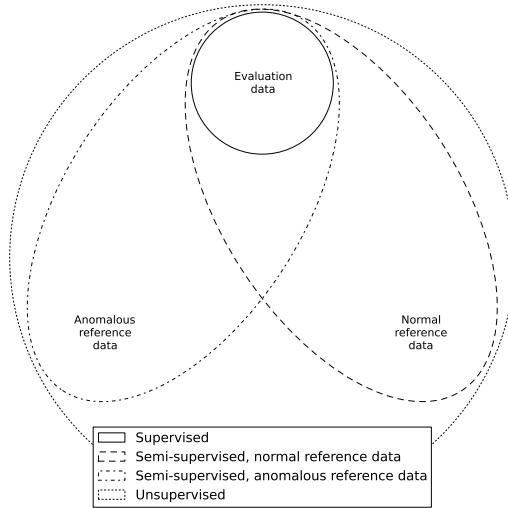 Evaluation
data
Anomalous
reference
data
Normal
reference
data
Supervised
Semi-supervised, normal reference data
Semi-supervised, anomalous reference data
Unsupervised